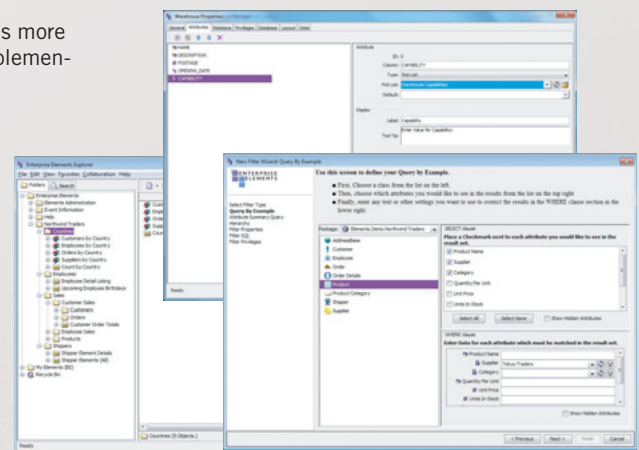 s more
plemen-
Warehouse Properties
General Attributes Relations Privileges Database Layout Data
NAME
DESCRIPTION
FOOTAGE
OPENING_DATE
CAPABILITY
Attribute
ID: 0
Column: CAPABILITY
Type: PickList
PickList: Warehouse Capabilities
Default:
Display
Label: Capability
Tool Tip: Enter Value for Capability
Ready
Enterprise Elements Explorer
File Edit View Favorites Collaboration Help
Folders Search
Enterprise Elements
Elements Administration
Event Information
Help
Northwind Traders
Countries
Customers by Country
Employees by Country
Orders by Country
Suppliers by Country
Count by Country
Employees
Employee Detail Listing
Upcoming Employee Birthdays
Sales
Customer Sales
Customers
Orders
Customer Order Totals
Employee Sales
Products
Shippers
Shipper Element Details
Shipper Elements (All)
My Elements (EE)
Recycle Bin
Custo
Emplo
Order
Suppl
Coun
Countries (0 Objects.)
Ready
New Filter Wizard: Query By Example
ENTERPRISE
ELEMENTS
Select Filter Type
Query By Example
Attribute Summary Query
Hierarchy
Filter Properties
Filter SQL
Filter Privileges
Use this screen to define your Query by Example.
First, Choose a class from the list on the left.
Then, choose which attributes you would like to use in the results from the list on the top right
Finally, enter any text or other settings you want to use to restrict the results in the WHERE clause section in the lower right.
Package: Elements.Demo.Northwind Traders
AddressBase
Customer
Employee
Order
Order Details
Product
Product Category
Shipper
Supplier
SELECT clause
Place a Checkmark next to each attribute you would like to see in the result set.
Product Name
Supplier
Category
Quantity Per Unit
Unit Price
Units In Stock
Select All Select None Show Hidden Attributes
WHERE clause
Enter Data for each attribute which must be matched in the result set.
Product Name
Supplier Tokyo Traders
Category
Quantity Per Unit
Unit Price
Units In Stock
Show Hidden Attributes
< Previous Next > Finish Cancel